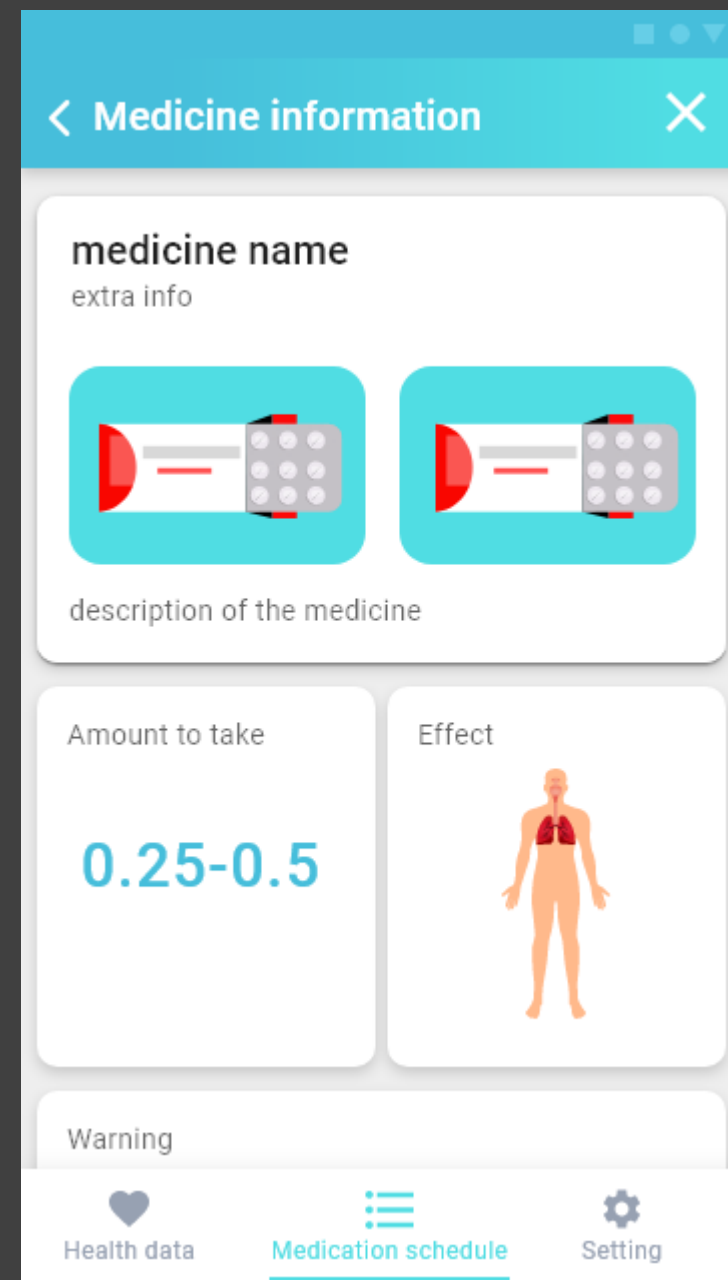 Medicine information
medicine name
extra info
description of the medicine
Amount to take
0.25-0.5
Effect
Warning
Health data
Medication schedule
Setting